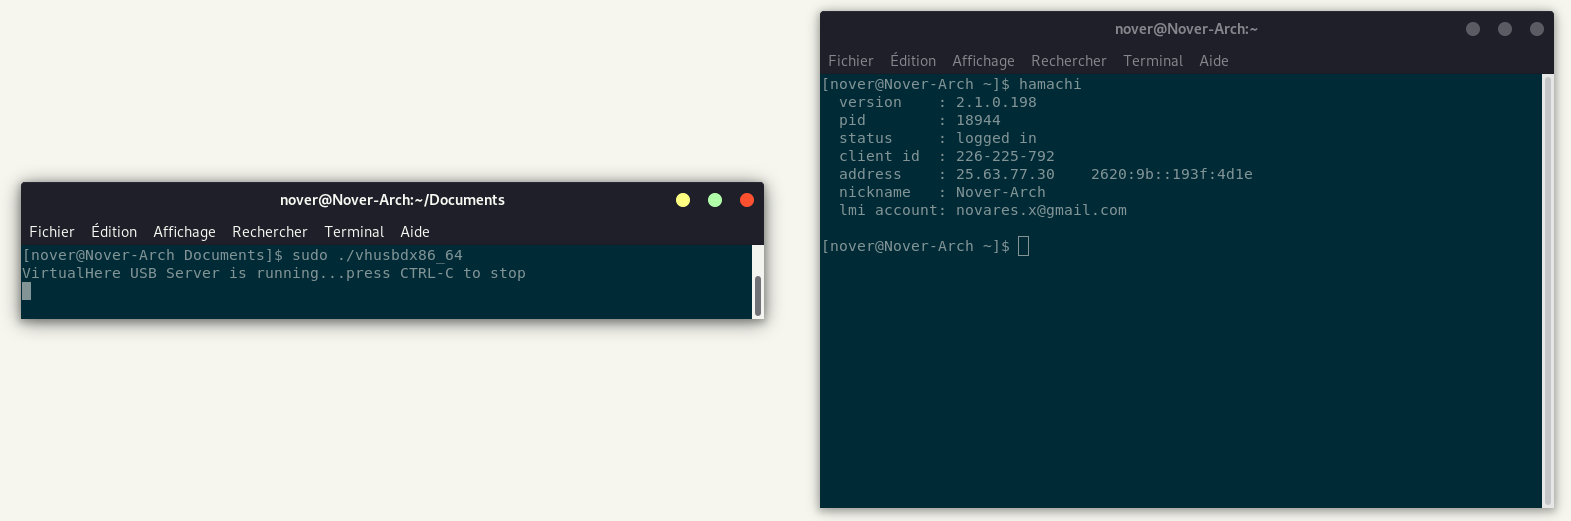 nover@Nover-Arch:~/Documents
Fichier Édition Affichage Rechercher Terminal Aide
[nover@Nover-Arch Documents]$ sudo ./vhusbdx86_64
VirtualHere USB Server is running...press CTRL-C to stop
nover@Nover-Arch:~
Fichier Édition Affichage Rechercher Terminal Aide
[nover@Nover-Arch ~]$ hamachi
  version    : 2.1.0.198
  pid        : 18944
  status     : logged in
  client id  : 226-225-792
  address    : 25.63.77.30    2620:9b::193f:4d1e
  nickname   : Nover-Arch
  lmi account: novares.x@gmail.com
[nover@Nover-Arch ~]$